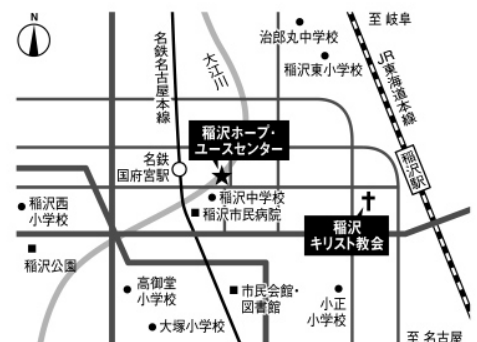 N
至 岐阜
治郎丸中学校
稲沢東小学校
名鉄名古屋本線
大江川
JR東海道本線
稲沢ホープ・
ユースセンター
名鉄
国府宮駅
稲沢駅
稲沢中学校
稲沢市民病院
稲沢西
小学校
稲沢
キリスト教会
稲沢公園
高御堂
小学校
市民会館・
図書館
小正
小学校
大塚小学校
至 名古屋